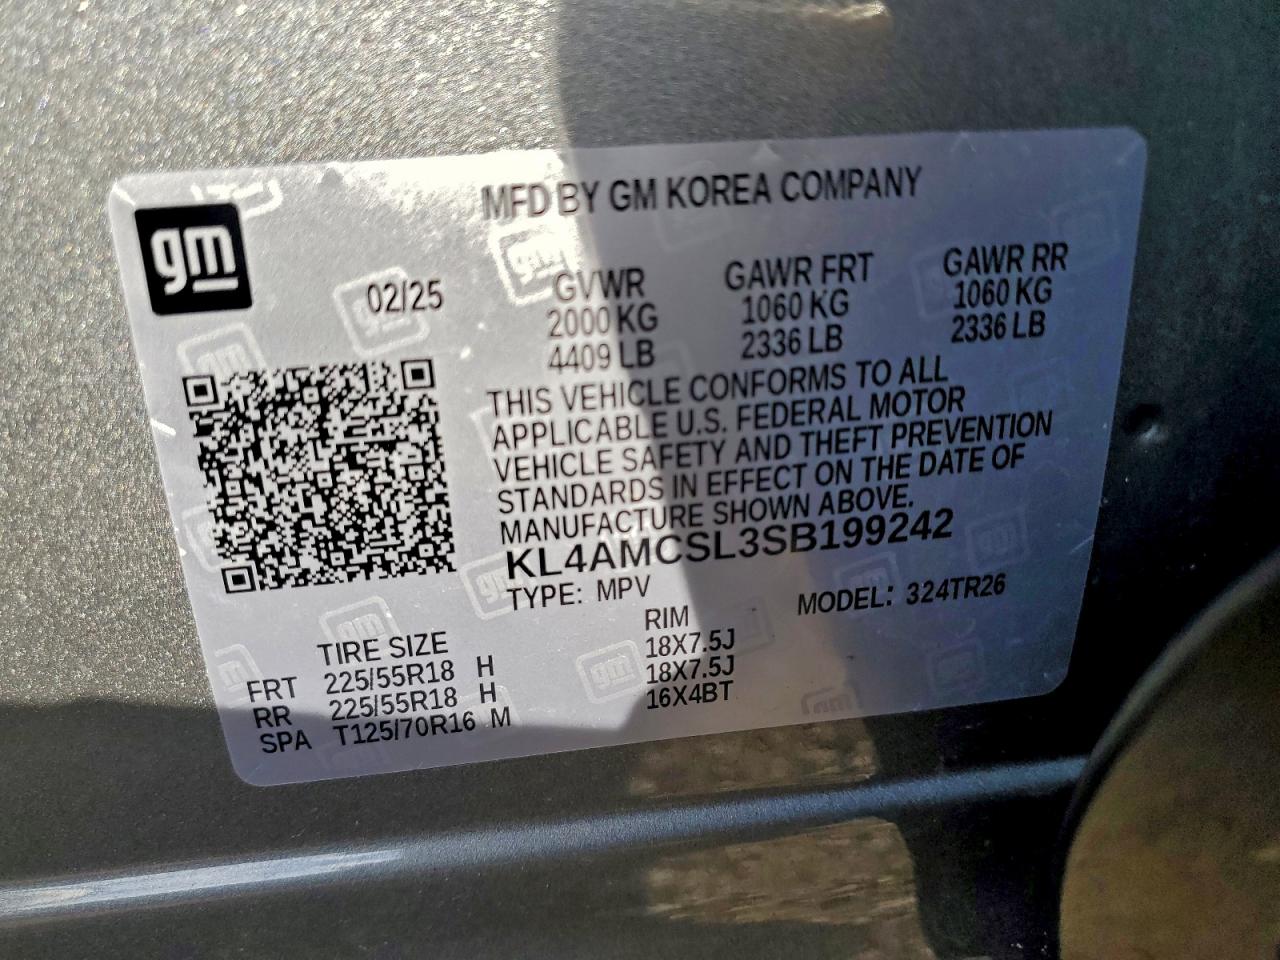 MFD BY GM KOREA COMPANY
gm
02/25
GVWR GAWR FRT GAWR RR
2000 KG 1060 KG 1060 KG
4409 LB 2336 LB 2336 LB
THIS VEHICLE CONFORMS TO ALL
APPLICABLE U.S. FEDERAL MOTOR
VEHICLE SAFETY AND THEFT PREVENTION
STANDARDS IN EFFECT ON THE DATE OF
MANUFACTURE SHOWN ABOVE.
KL4AMCSL3SB199242
TYPE: MPV MODEL: 324TR26
TIRE SIZE RIM
FRT 225/55R18 H 18X7.5J
RR 225/55R18 H 18X7.5J
SPA T125/70R16 M 16X4BT